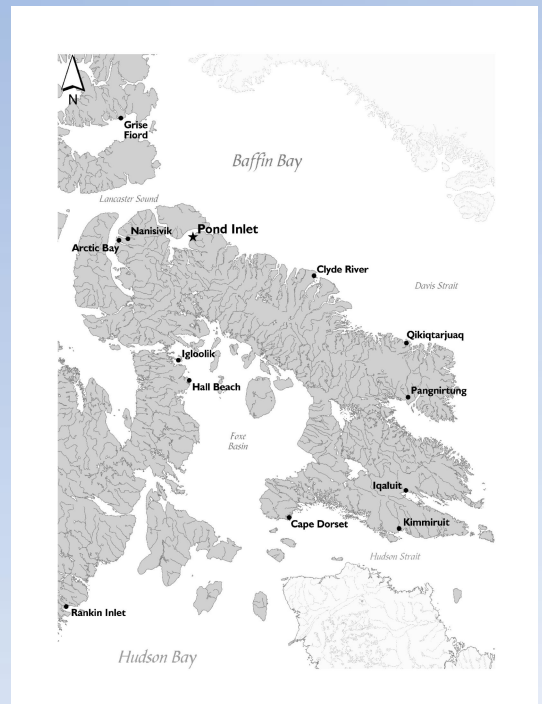 N
Grise
Fiord
Baffin Bay
Lancaster Sound
Nanisivik
Pond Inlet
Arctic Bay
Clyde River
Davis Strait
Qikiqtarjuaq
Igloolik
Hall Beach
Pangnirtung
Foxe
Basin
Iqaluit
Cape Dorset
Kimmiruit
Hudson Strait
Rankin Inlet
Hudson Bay